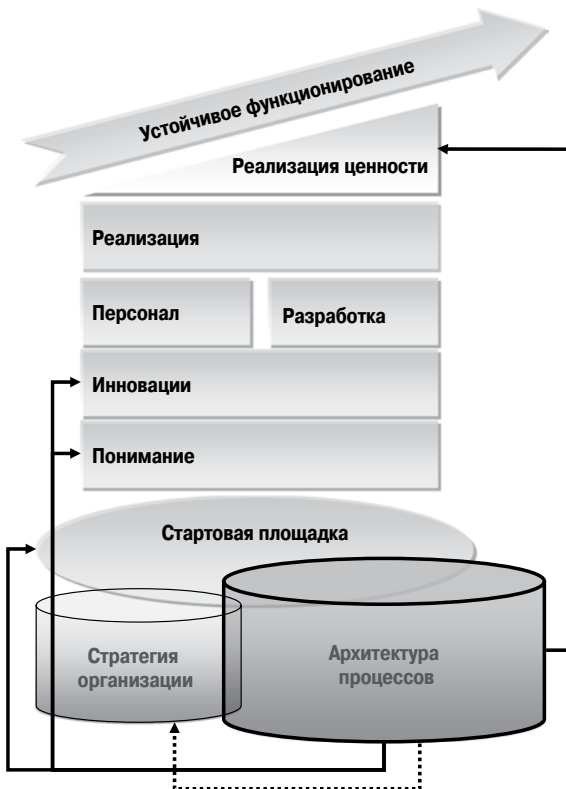 Устойчивое функционирование
Реализация ценности
Реализация
Персонал
Разработка
Инновации
Понимание
Стартовая площадка
Стратегия
организации
Архитектура
процессов